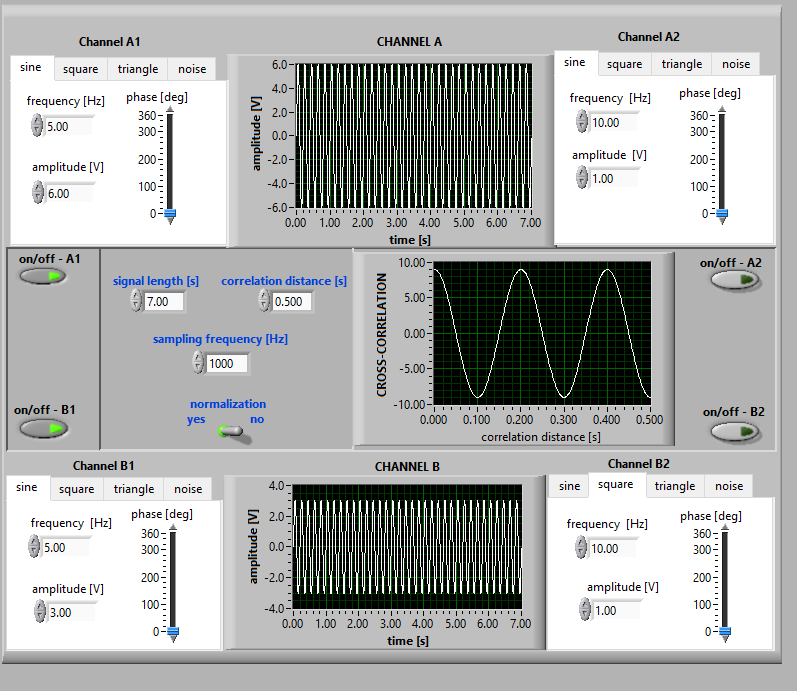 Channel A1
sine square triangle noise
frequency [Hz]
5.00
amplitude [V]
6.00
phase [deg]
360
300
200
100
0
CHANNEL A
amplitude [V]
6.0
4.0
2.0
0.0
-2.0
-4.0
-6.0
0.00 1.00 2.00 3.00 4.00 5.00 6.00 7.00
time [s]
Channel A2
sine square triangle noise
frequency [Hz]
10.00
amplitude [V]
1.00
phase [deg]
360
300
200
100
0
on/off - A1
on/off - B1
signal length [s]
7.00
correlation distance [s]
0.500
sampling frequency [Hz]
1000
normalization
yes no
CROSS-CORRELATION
10.00
5.00
0.00
-5.00
-10.00
0.000 0.100 0.200 0.300 0.400 0.500
correlation distance [s]
on/off - A2
on/off - B2
Channel B1
sine square triangle noise
frequency [Hz]
5.00
amplitude [V]
3.00
phase [deg]
360
300
200
100
0
CHANNEL B
amplitude [V]
4.0
2.0
0.0
-2.0
-4.0
0.00 1.00 2.00 3.00 4.00 5.00 6.00 7.00
time [s]
Channel B2
sine square triangle noise
frequency [Hz]
10.00
amplitude [V]
1.00
phase [deg]
360
300
200
100
0